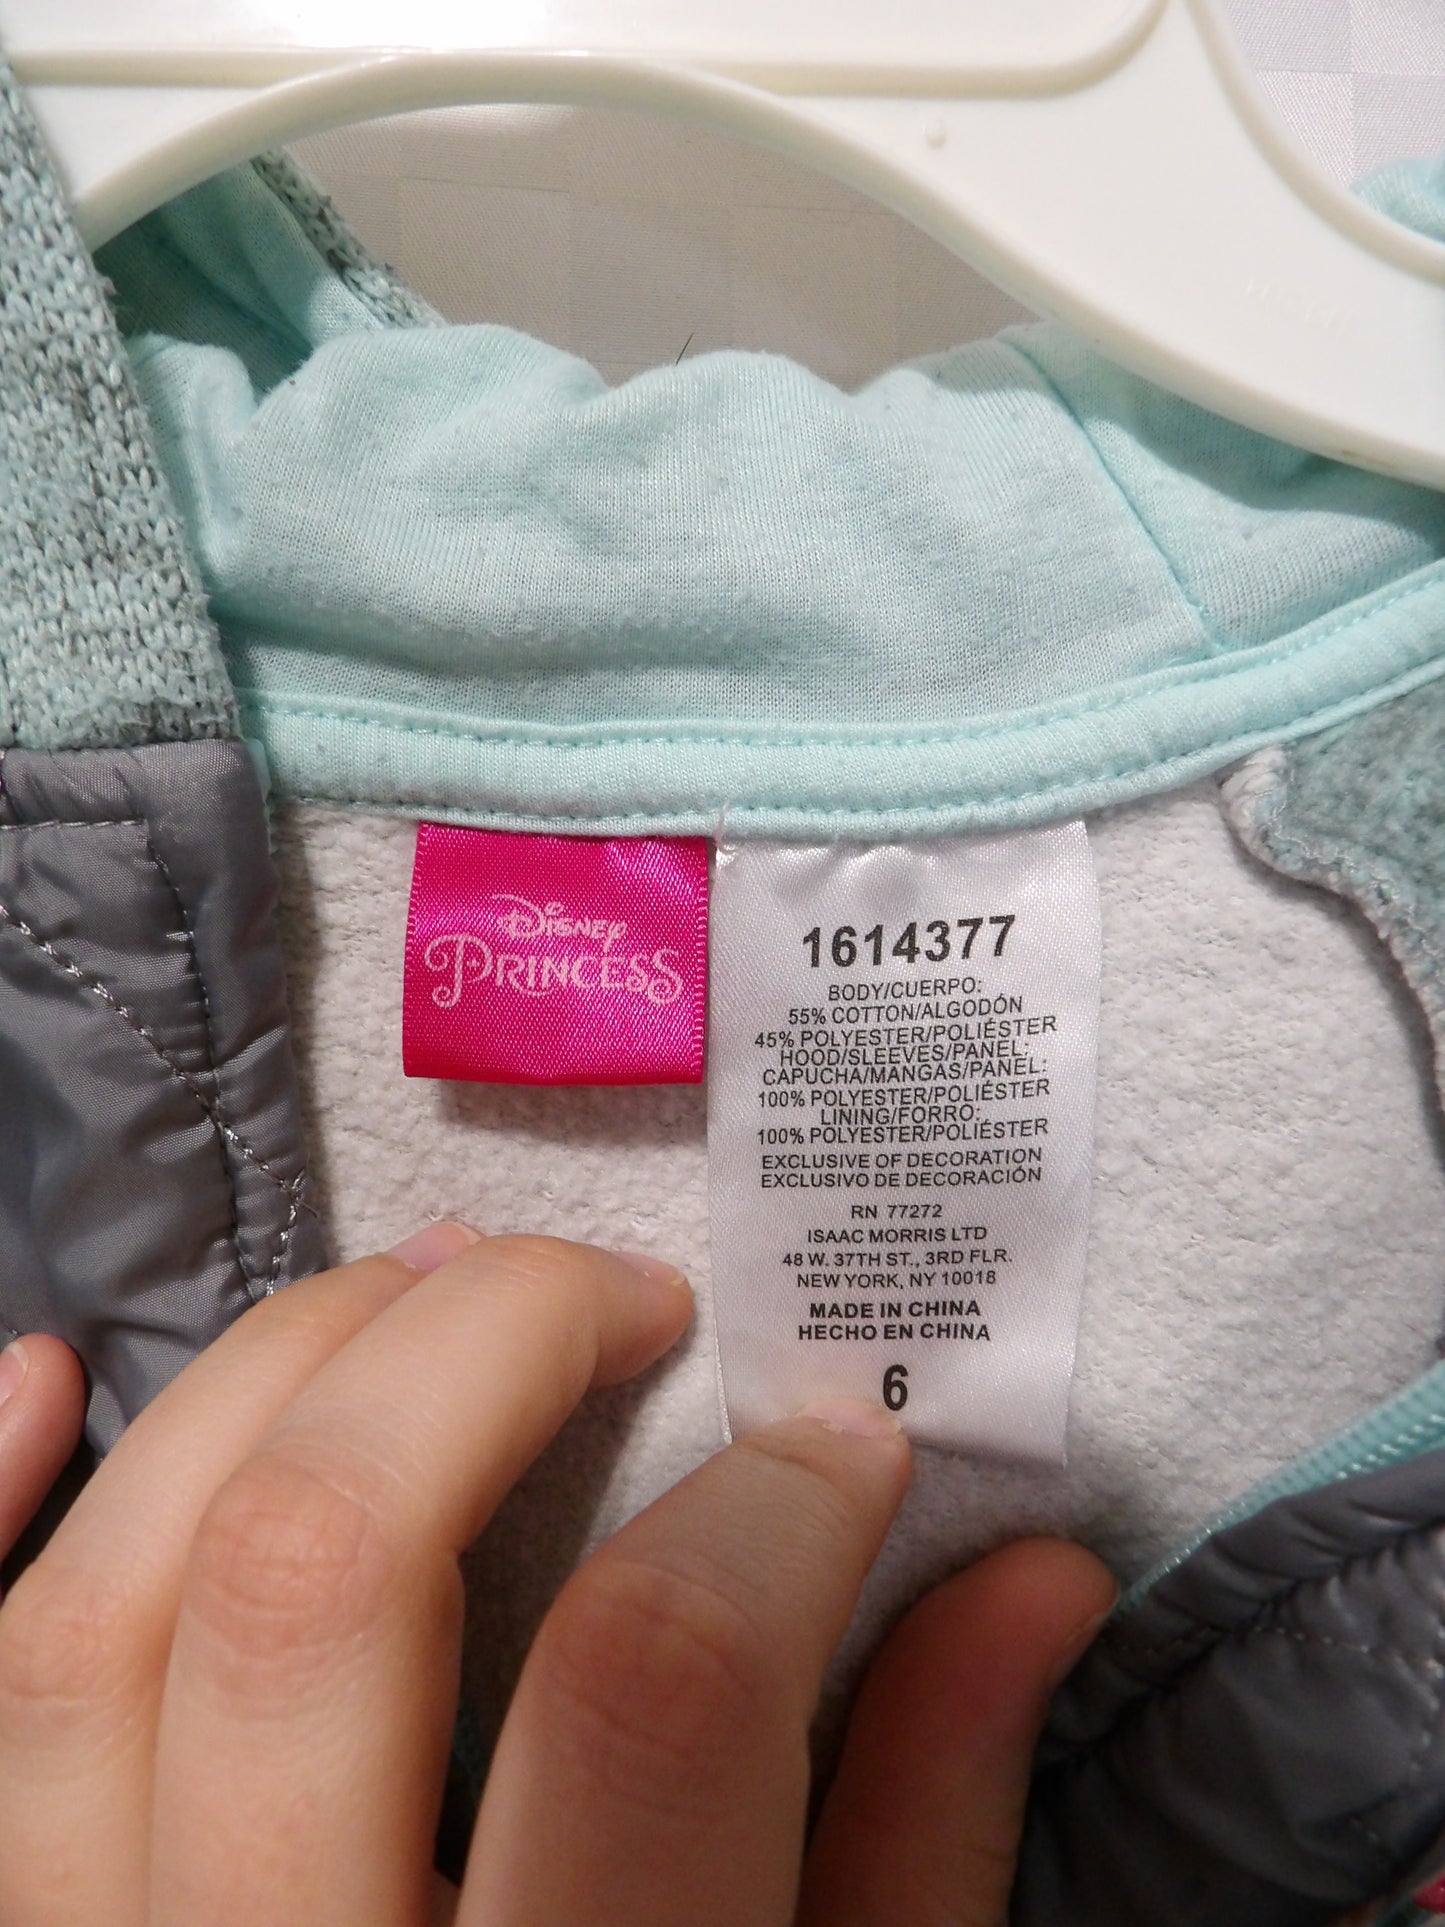 DISNEY
PRINCESS
1614377
BODY/CUERPO:
55% COTTON/ALGODÓN
45% POLYESTER/POLIÉSTER
HOOD/SLEEVES/PANEL:
CAPUCHA/MANGAS/PANEL:
100% POLYESTER/POLIÉSTER
LINING/FORRO:
100% POLYESTER/POLIÉSTER
EXCLUSIVE OF DECORATION
EXCLUSIVO DE DECORACIÓN
RN 77272
ISAAC MORRIS LTD
48 W. 37TH ST., 3RD FLR.
NEW YORK, NY 10018
MADE IN CHINA
HECHO EN CHINA
6